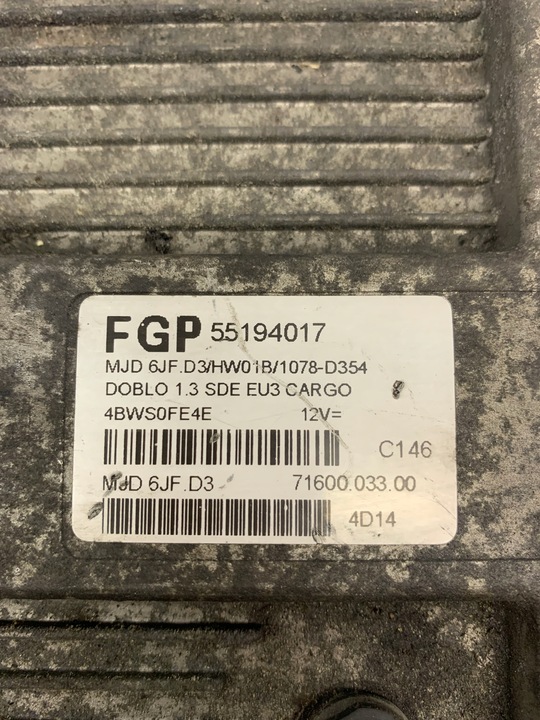 FGP 55194017
MJD 6JF.D3/HW01B/1078-D354
DOBLO 1.3 SDE EU3 CARGO
4BWS0FE4E 12V=
C146
MJD 6JF.D3 71600.033.00
4D14